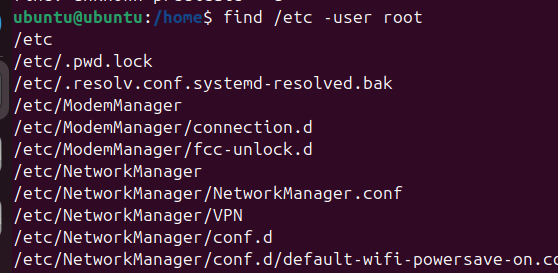 ubuntu@ubuntu:/home$ find /etc -user root
/etc
/etc/.pwd.lock
/etc/.resolv.conf.systemd-resolved.bak
/etc/ModemManager
/etc/ModemManager/connection.d
/etc/ModemManager/fcc-unlock.d
/etc/NetworkManager
/etc/NetworkManager/NetworkManager.conf
/etc/NetworkManager/VPN
/etc/NetworkManager/conf.d
/etc/NetworkManager/conf.d/default-wifi-powersave-on.co